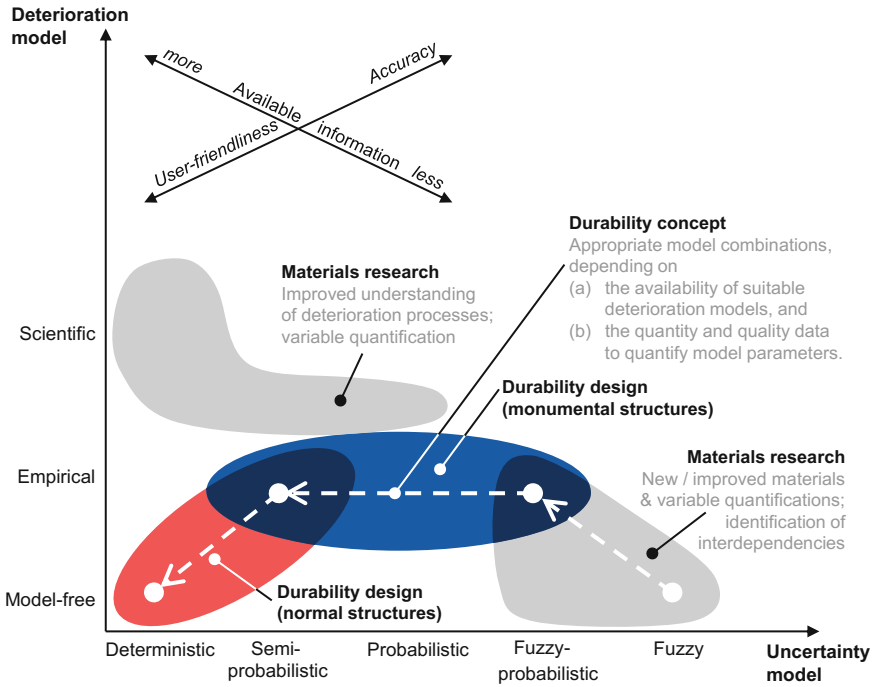 Deterioration
model
more
Available
information
less
Accuracy
User-friendliness
Durability concept
Appropriate model combinations,
depending on
(a) the availability of suitable
deterioration models, and
(b) the quantity and quality data
to quantify model parameters.
Materials research
Improved understanding
of deterioration processes;
variable quantification
Scientific
Durability design
(monumental structures)
Empirical
Materials research
New / improved materials
& variable quantifications;
identification of
interdependencies
Durability design
(normal structures)
Model-free
Deterministic
Semi-
probabilistic
Probabilistic
Fuzzy-
probabilistic
Fuzzy
Uncertainty
model